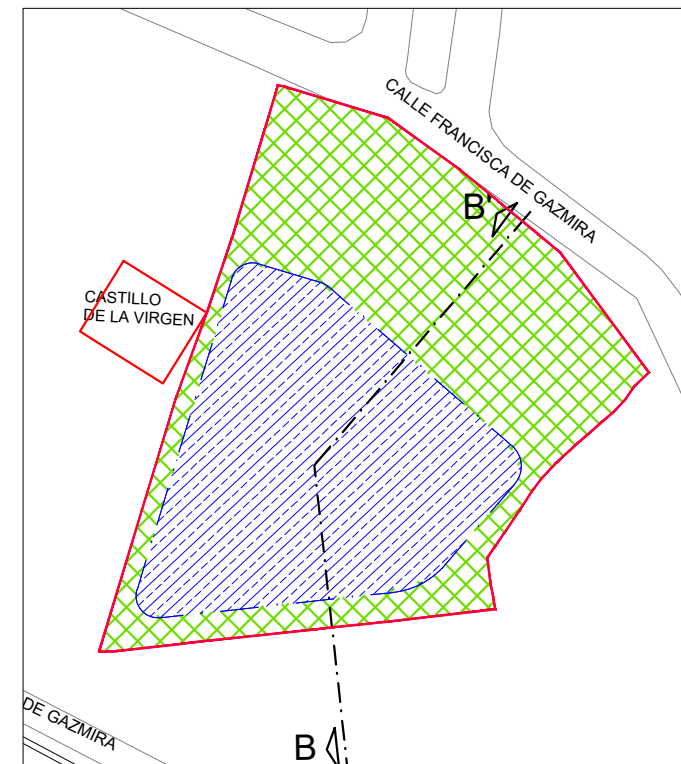 CALLE FRANCISCA DE GAZMIRA
B'
CASTILLO
DE LA VIRGEN
DE GAZMIRA
B